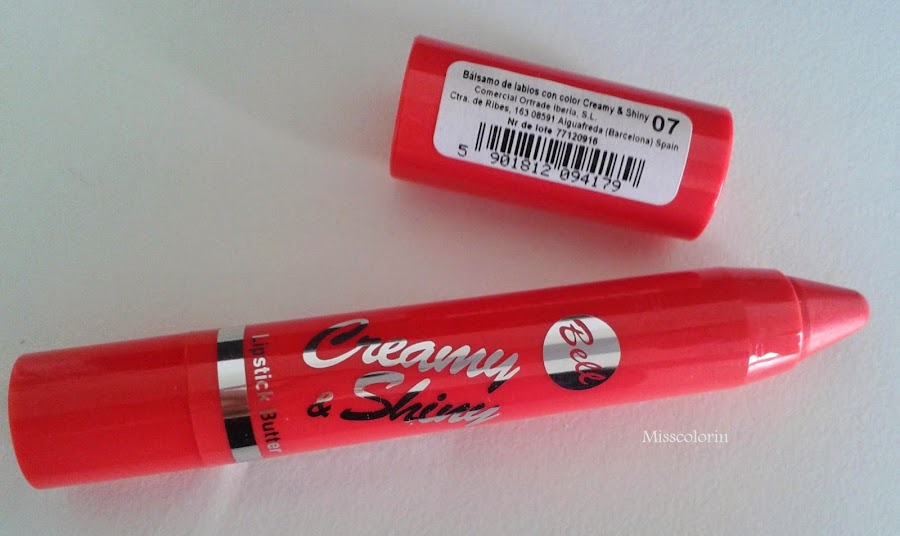 Bálsamo de labios con color Creamy & Shiny 07
Comercial Ortrade Iberia, S.L.
Ctra. de Ribes, 163 08591 Aiguafreda (Barcelona) Spain
Nr de lote 77120916
5 901812 094179
Bell
Creamy
& Shiny
Lipstick Butter
Misscolorin